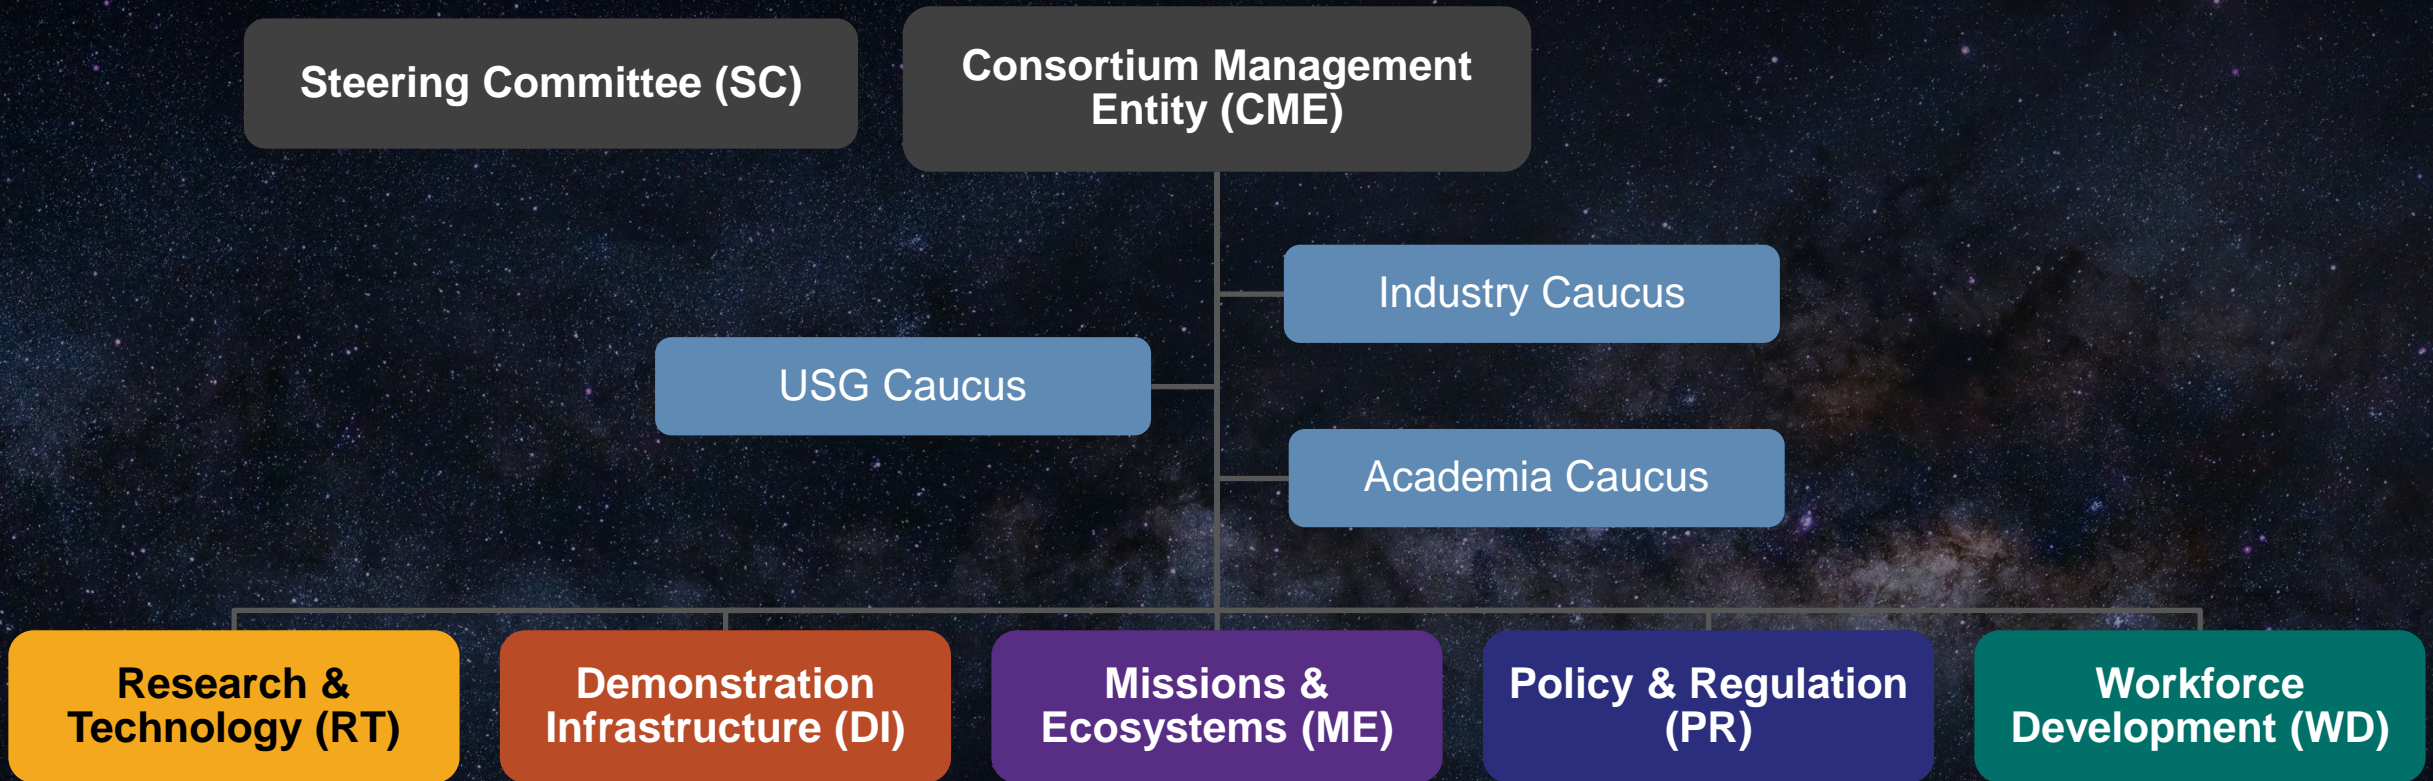 Steering Committee (SC)
Consortium Management
Entity (CME)
Industry Caucus
USG Caucus
Academia Caucus
Research &
Technology (RT)
Demonstration
Infrastructure (DI)
Missions &
Ecosystems (ME)
Policy & Regulation
(PR)
Workforce
Development (WD)